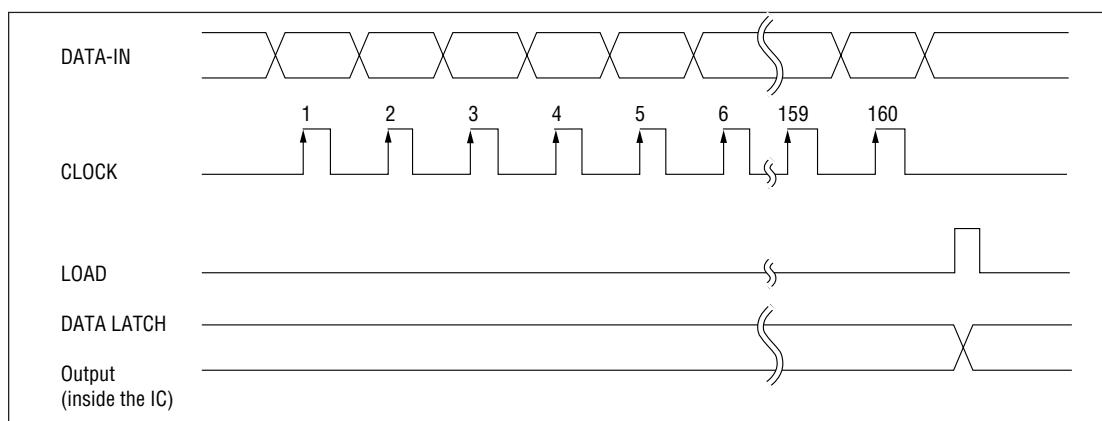 DATA-IN
1 2 3 4 5 6 159 160
CLOCK
LOAD
DATA LATCH
Output
(inside the IC)